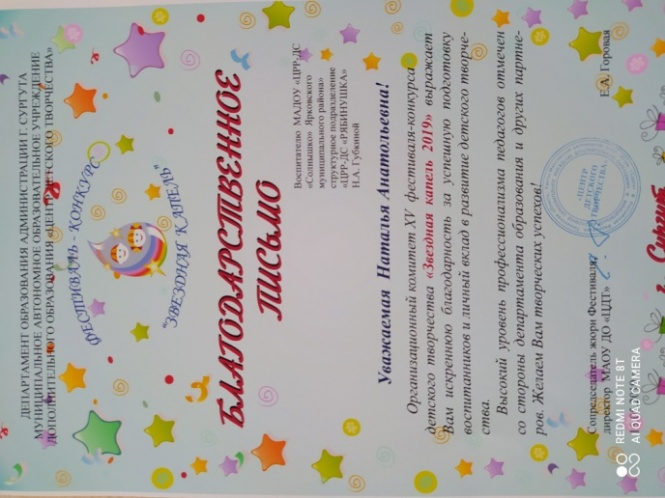 ДЕПАРТАМЕНТ ОБРАЗОВАНИЯ АДМИНИСТРАЦИИ Г. СУРГУТА
МУНИЦИПАЛЬНОЕ АВТОНОМНОЕ ОБРАЗОВАТЕЛЬНОЕ УЧРЕЖДЕНИЕ
ДОПОЛНИТЕЛЬНОГО ОБРАЗОВАНИЯ «ЦЕНТР ДЕТСКОГО ТВОРЧЕСТВА»
ФЕСТИВАЛЬ - КОНКУРС
"ЗВЕЗДНАЯ КАПЕЛЬ"
БЛАГОДАРСТВЕННОЕ
ПИСЬМО
Воспитателю МАДОУ «ЦРР-ДС
«Солнышко» Ярковского
муниципального района»
структурное подразделение
«ЦРР-ДС «РЯБИНУШКА»
Н.А. Губкиной
Уважаемая Наталья Анатольевна!
Организационный комитет XV фестиваля-конкурса
детского творчества «Звездная капель 2019» выражает
Вам искреннюю благодарность за успешную подготовку
воспитанников и личный вклад в развитие детского творче-
ства.
Высокий уровень профессионализма педагогов отмечен
со стороны департамента образования и других партне-
ров. Желаем Вам творческих успехов!
Сопредседатель жюри Фестиваля,
директор МАОУ ДО «ЦДТ»
Е.А. Горовая
ЦЕНТР
ДЕТСКОГО
ТВОРЧЕСТВА
г. Сургут
REDMI NOTE 8T
AI QUAD CAMERA